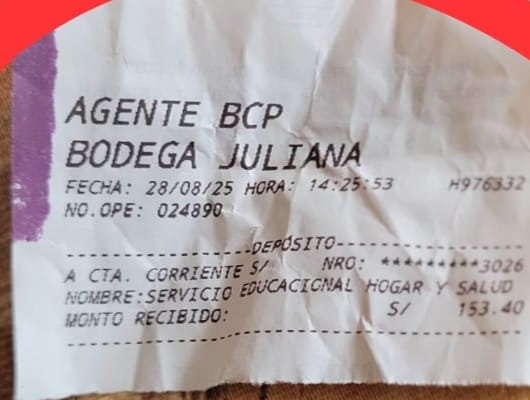 AGENTE BCP
BODEGA JULIANA
FECHA: 28/08/25 HORA: 14:25:53 H976332
NO.OPE: 024890
--------------------DEPÓSITO--------------------
A CTA. CORRIENTE S/ NRO: *********3026
NOMBRE:SERVICIO EDUCACIONAL HOGAR Y SALUD
MONTO RECIBIDO: S/ 153.40